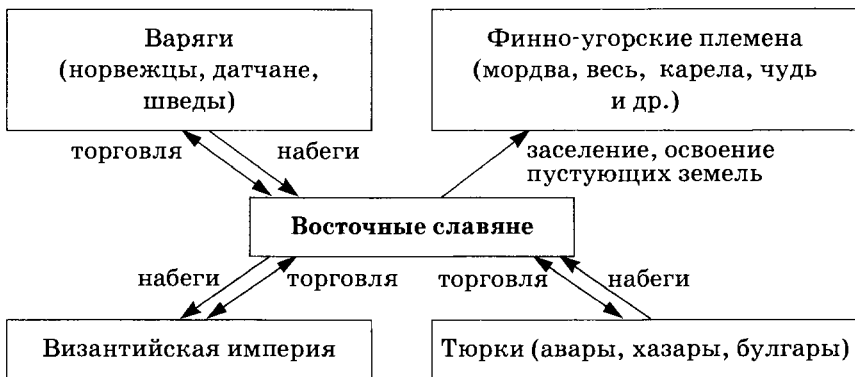 Варяги
(норвежцы, датчане,
шведы)
Финно-угорские племена
(мордва, весь, карела, чудь
и др.)
торговля
набеги
заселение, освоение
пустующих земель
Восточные славяне
набеги
торговля
торговля
набеги
Византийская империя
Тюрки (авары, хазары, булгары)